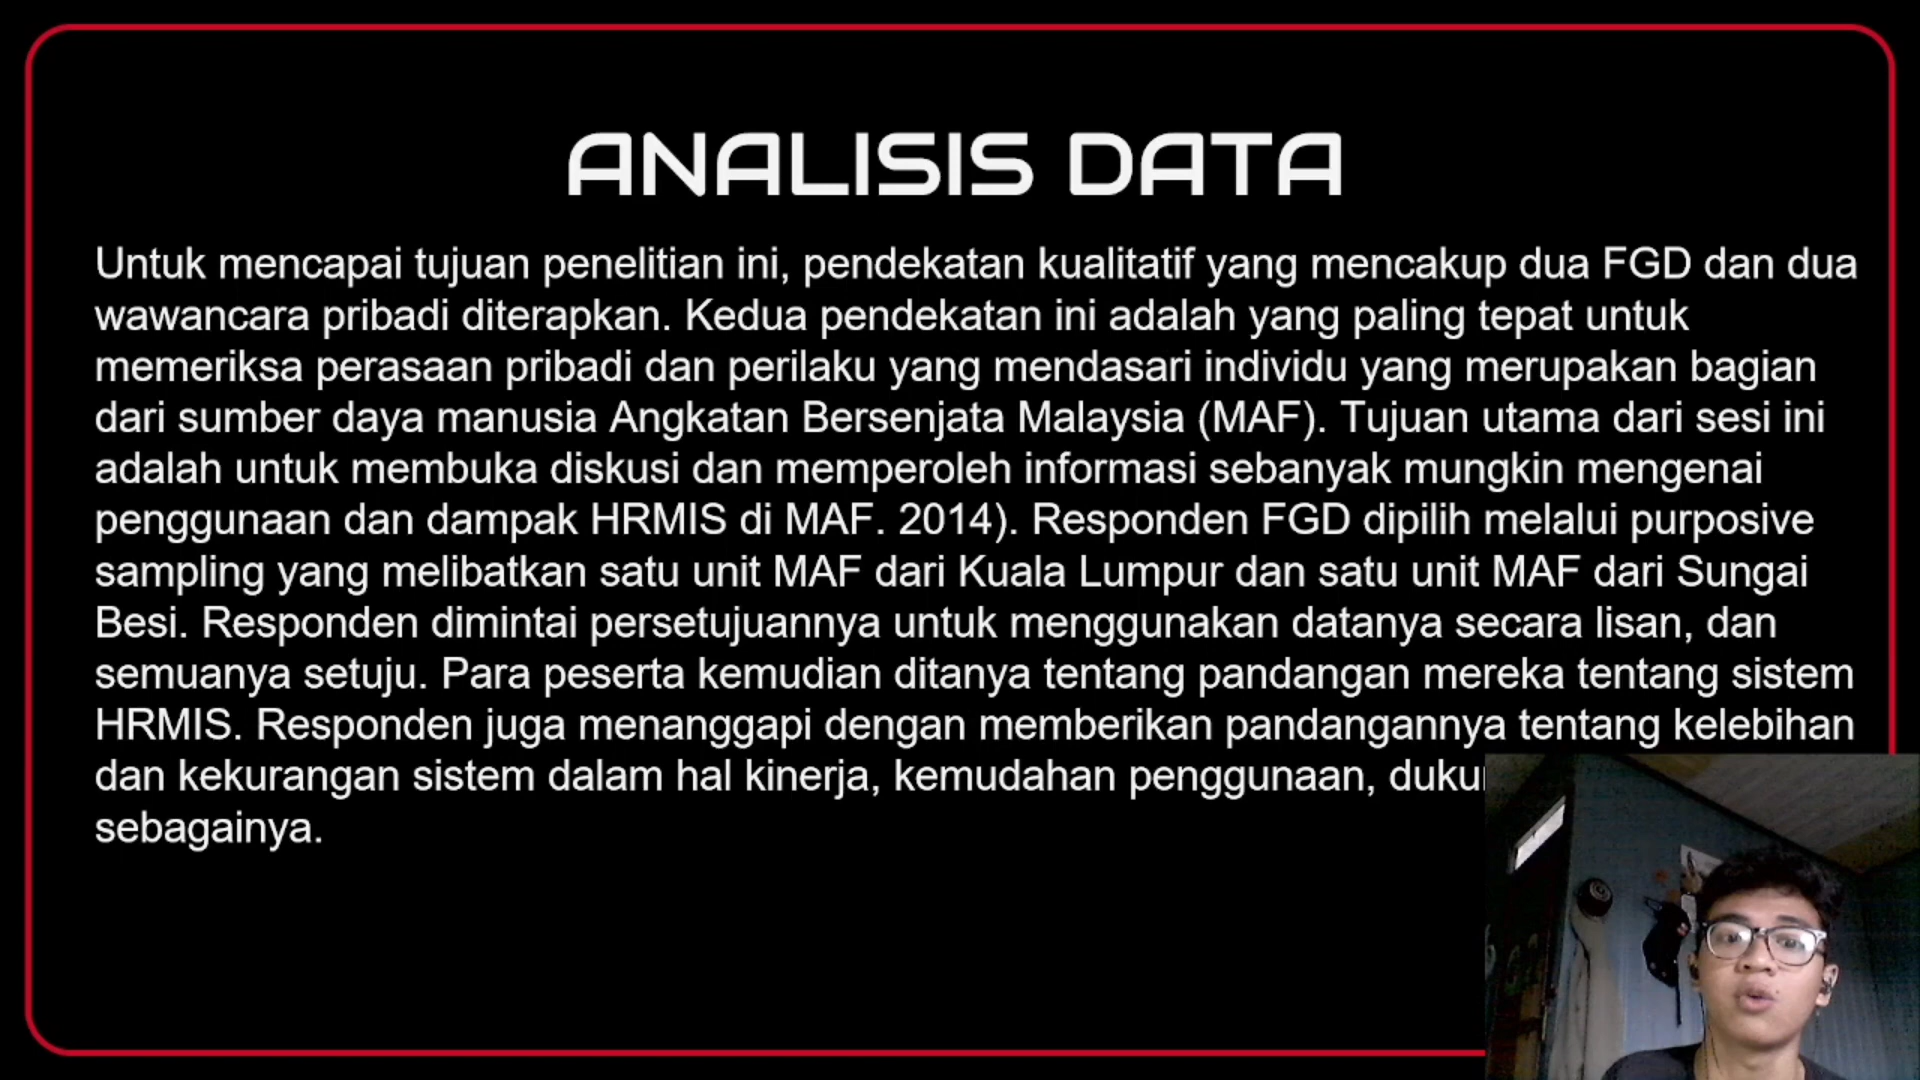 ANALISIS DATA
Untuk mencapai tujuan penelitian ini, pendekatan kualitatif yang mencakup dua FGD dan dua
wawancara pribadi diterapkan. Kedua pendekatan ini adalah yang paling tepat untuk
memeriksa perasaan pribadi dan perilaku yang mendasari individu yang merupakan bagian
dari sumber daya manusia Angkatan Bersenjata Malaysia (MAF). Tujuan utama dari sesi ini
adalah untuk membuka diskusi dan memperoleh informasi sebanyak mungkin mengenai
penggunaan dan dampak HRMIS di MAF. 2014). Responden FGD dipilih melalui purposive
sampling yang melibatkan satu unit MAF dari Kuala Lumpur dan satu unit MAF dari Sungai
Besi. Responden dimintai persetujuannya untuk menggunakan datanya secara lisan, dan
semuanya setuju. Para peserta kemudian ditanya tentang pandangan mereka tentang sistem
HRMIS. Responden juga menanggapi dengan memberikan pandangannya tentang kelebihan
dan kekurangan sistem dalam hal kinerja, kemudahan penggunaan,
sebagainya.